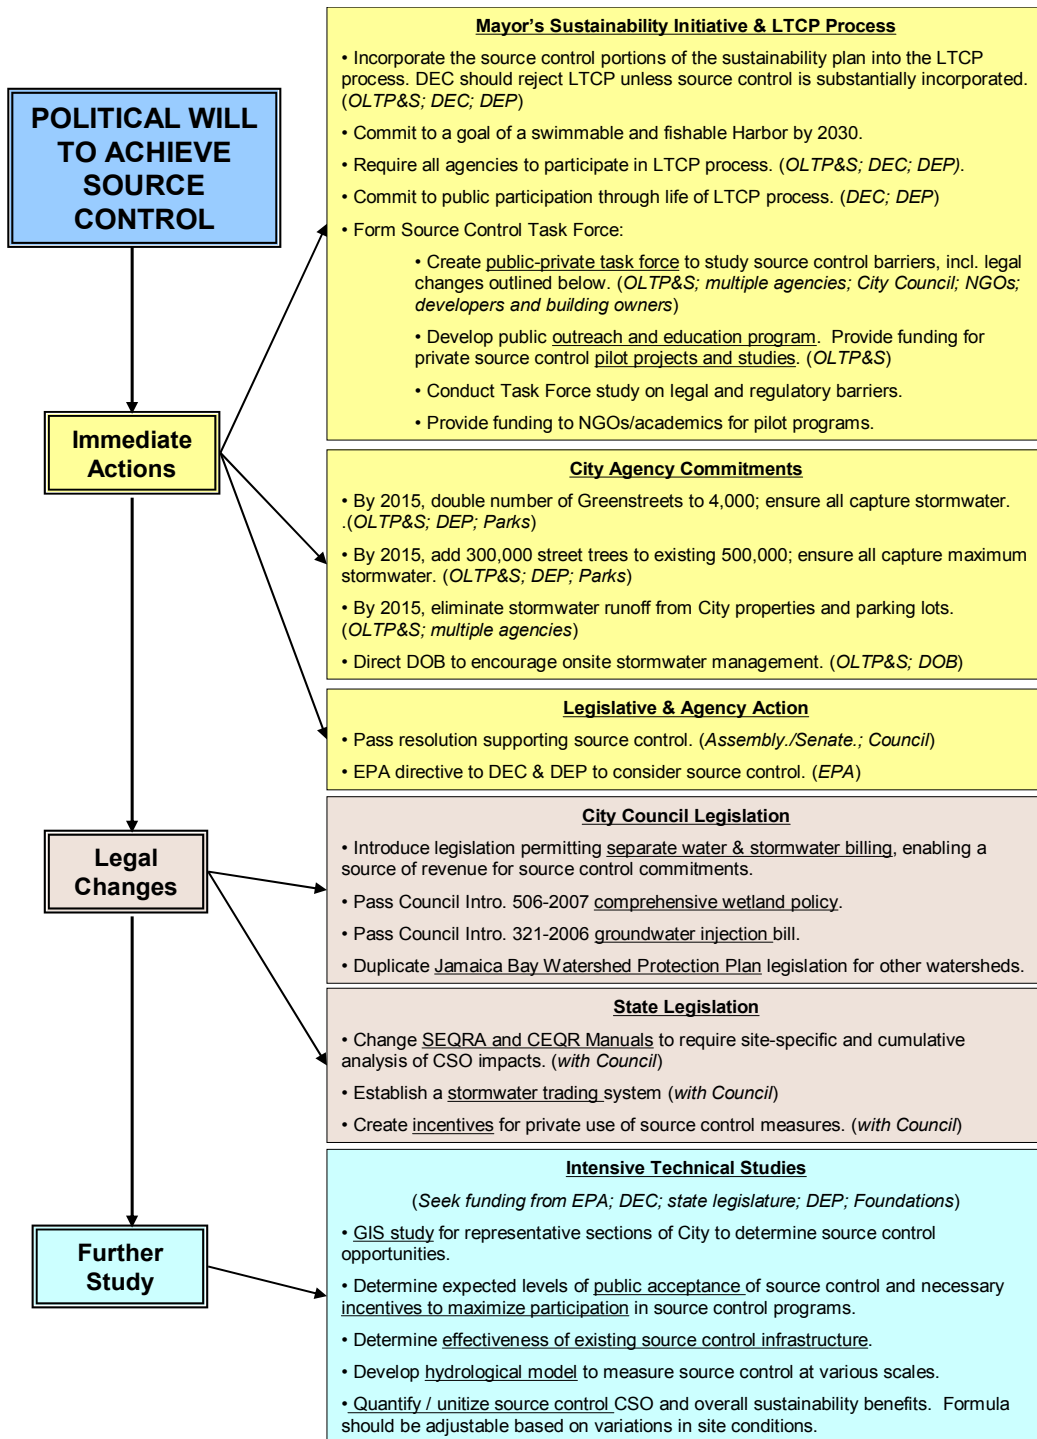 POLITICAL WILL
TO ACHIEVE
SOURCE
CONTROL
Immediate
Actions
Legal
Changes
Further
Study
Mayor's Sustainability Initiative & LTCP Process
• Incorporate the source control portions of the sustainability plan into the LTCP
process. DEC should reject LTCP unless source control is substantially incorporated.
(OLTP&S; DEC; DEP)
• Commit to a goal of a swimmable and fishable Harbor by 2030.
• Require all agencies to participate in LTCP process. (OLTP&S; DEC; DEP).
• Commit to public participation through life of LTCP process. (DEC; DEP)
• Form Source Control Task Force:
• Create public-private task force to study source control barriers, incl. legal
changes outlined below. (OLTP&S; multiple agencies; City Council; NGOs;
developers and building owners)
• Develop public outreach and education program.  Provide funding for
private source control pilot projects and studies. (OLTP&S)
• Conduct Task Force study on legal and regulatory barriers.
• Provide funding to NGOs/academics for pilot programs.
City Agency Commitments
• By 2015, double number of Greenstreets to 4,000; ensure all capture stormwater.
.(OLTP&S; DEP; Parks)
• By 2015, add 300,000 street trees to existing 500,000; ensure all capture maximum
stormwater. (OLTP&S; DEP; Parks)
• By 2015, eliminate stormwater runoff from City properties and parking lots.
(OLTP&S; multiple agencies)
• Direct DOB to encourage onsite stormwater management. (OLTP&S; DOB)
Legislative & Agency Action
• Pass resolution supporting source control. (Assembly./Senate.; Council)
• EPA directive to DEC & DEP to consider source control. (EPA)
City Council Legislation
• Introduce legislation permitting separate water & stormwater billing, enabling a
source of revenue for source control commitments.
• Pass Council Intro. 506-2007 comprehensive wetland policy.
• Pass Council Intro. 321-2006 groundwater injection bill.
• Duplicate Jamaica Bay Watershed Protection Plan legislation for other watersheds.
State Legislation
• Change SEQRA and CEQR Manuals to require site-specific and cumulative
analysis of CSO impacts. (with Council)
• Establish a stormwater trading system (with Council)
• Create incentives for private use of source control measures. (with Council)
Intensive Technical Studies
(Seek funding from EPA; DEC; state legislature; DEP; Foundations)
• GIS study for representative sections of City to determine source control
opportunities.
• Determine expected levels of public acceptance of source control and necessary
incentives to maximize participation in source control programs.
• Determine effectiveness of existing source control infrastructure.
• Develop hydrological model to measure source control at various scales.
• Quantify / unitize source control CSO and overall sustainability benefits.  Formula
should be adjustable based on variations in site conditions.